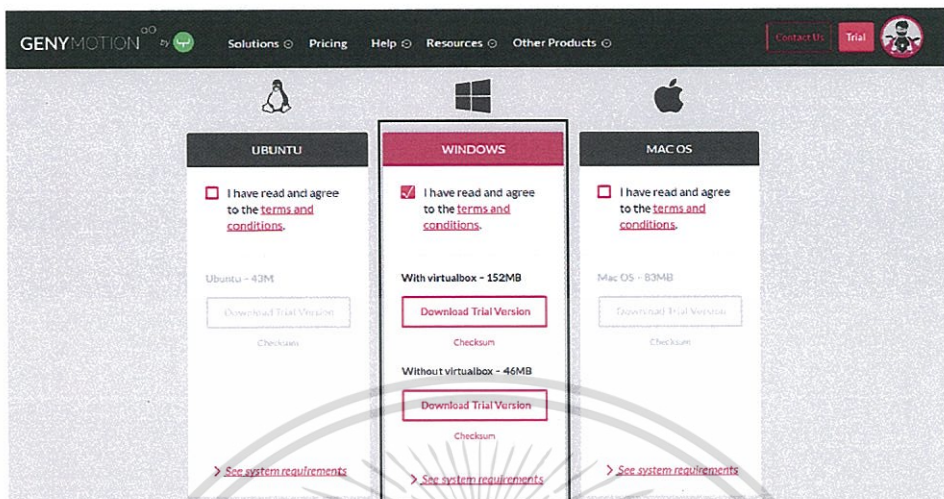 GENYMOTION by
Solutions Pricing Help Resources Other Products
Contact Us Trial
UBUNTU
I have read and agree
to the terms and
conditions.
Ubuntu - 43M
Download Trial Version
Checksum
> See system requirements
WINDOWS
I have read and agree
to the terms and
conditions.
With virtualbox - 152MB
Download Trial Version
Checksum
Without virtualbox - 46MB
Download Trial Version
Checksum
> See system requirements
MAC OS
I have read and agree
to the terms and
conditions.
Mac OS - 83MB
Download Trial Version
Checksum
> See system requirements